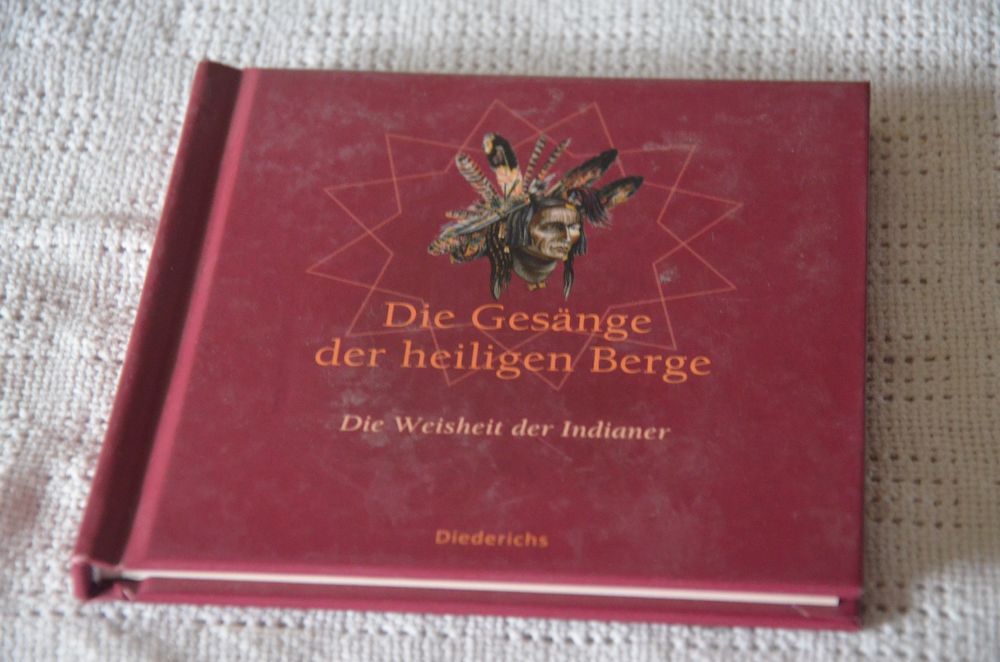 Die Gesänge
der heiligen Berge
Die Weisheit der Indianer
Diederichs